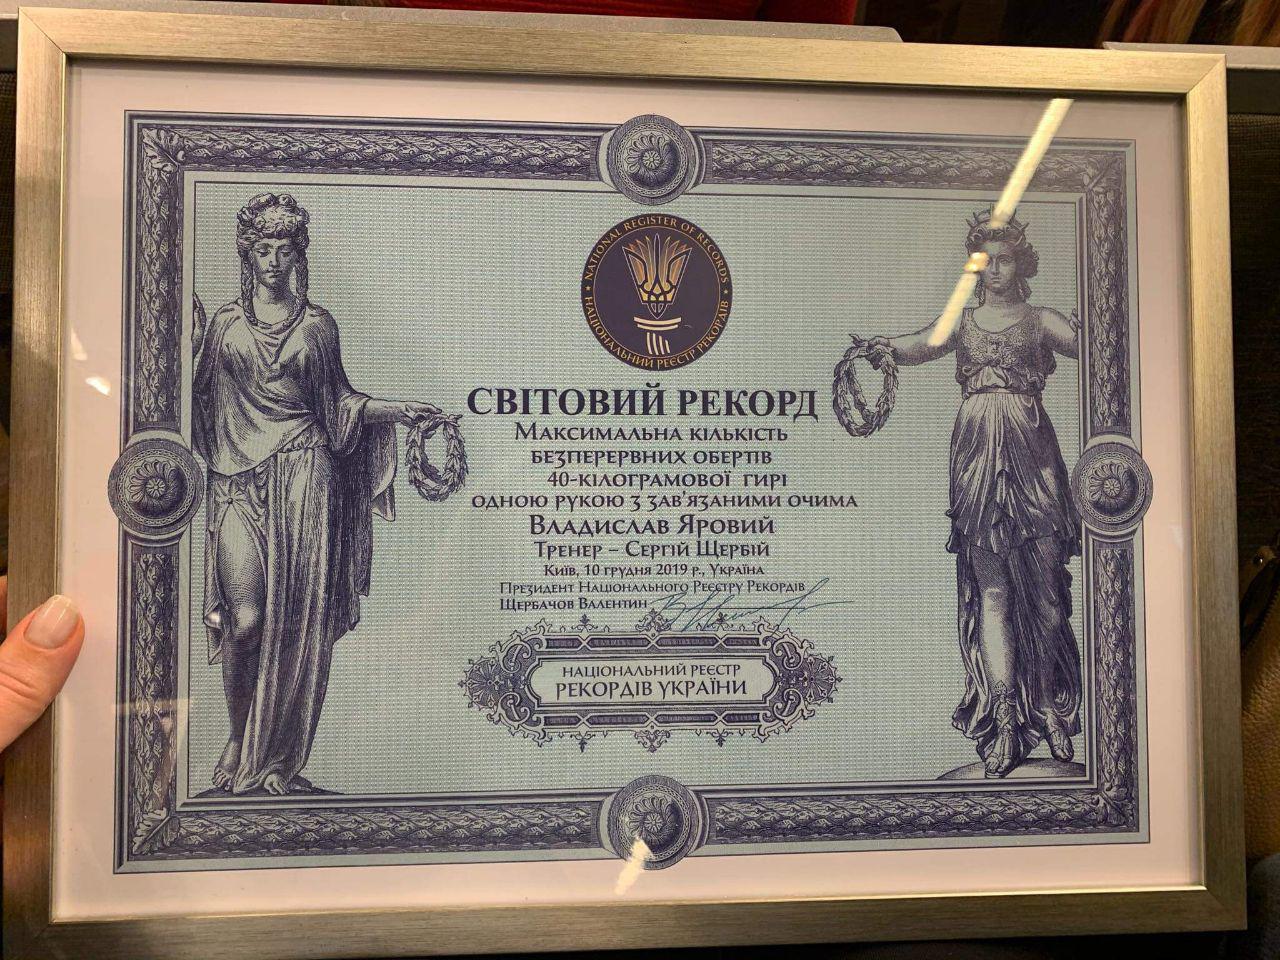 NATIONAL REGISTER OF RECORDS
НАЦІОНАЛЬНИЙ РЕЄСТР РЕКОРДІВ
СВІТОВИЙ РЕКОРД
Максимальна кількість
безперервних обертів
40-кілограмової гирі
одною рукою з зав'язаними очима
Владислав Яровий
Тренер – Сергій Щербій
Київ, 10 грудня 2019 р., Україна
Президент Національного Реєстру Рекордів
Щербачов Валентин
НАЦІОНАЛЬНИЙ РЕЄСТР
РЕКОРДІВ УКРАЇНИ